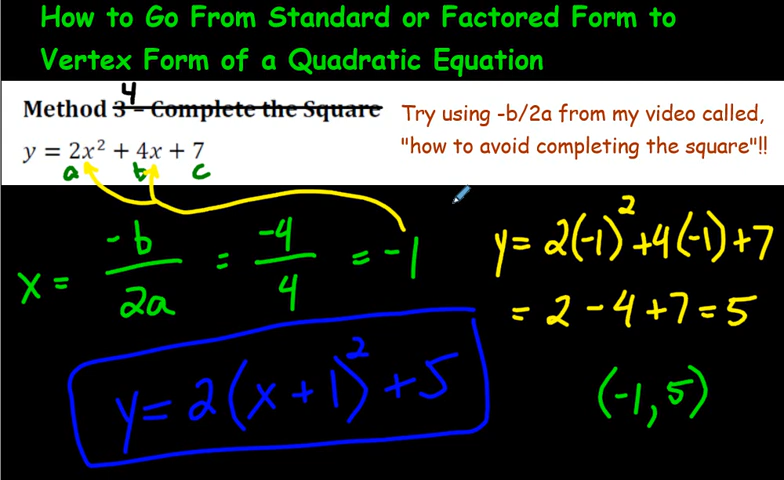 How to Go From Standard or Factored Form to
Vertex Form of a Quadratic Equation
4
Method 3 - Complete the Square
Try using -b/2a from my video called,
"how to avoid completing the square"!!
y = 2x² + 4x + 7
a b c
x = -b/2a = -4/4 = -1
y = 2(-1)² + 4(-1) + 7
= 2 - 4 + 7 = 5
y = 2(x + 1)² + 5
(-1, 5)